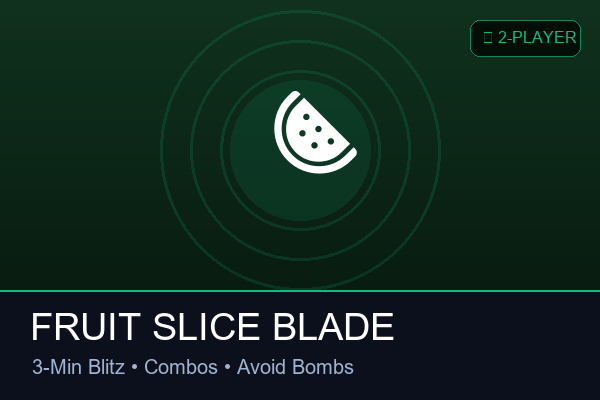 2-PLAYER
FRUIT SLICE BLADE
3-Min Blitz • Combos • Avoid Bombs